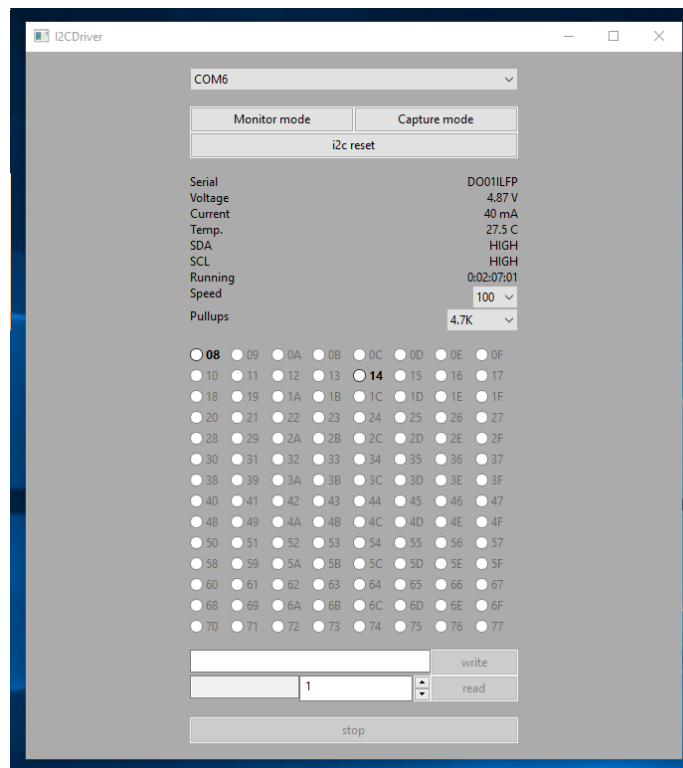 I2CDriver
COM6
Monitor mode Capture mode
i2c reset
Serial DO01ILFP
Voltage 4.87 V
Current 40 mA
Temp. 27.5 C
SDA HIGH
SCL HIGH
Running 0:02:07:01
Speed 100
Pullups 4.7K
08 09 0A 0B 0C 0D 0E 0F
10 11 12 13 14 15 16 17
18 19 1A 1B 1C 1D 1E 1F
20 21 22 23 24 25 26 27
28 29 2A 2B 2C 2D 2E 2F
30 31 32 33 34 35 36 37
38 39 3A 3B 3C 3D 3E 3F
40 41 42 43 44 45 46 47
48 49 4A 4B 4C 4D 4E 4F
50 51 52 53 54 55 56 57
58 59 5A 5B 5C 5D 5E 5F
60 61 62 63 64 65 66 67
68 69 6A 6B 6C 6D 6E 6F
70 71 72 73 74 75 76 77
write
1 read
stop